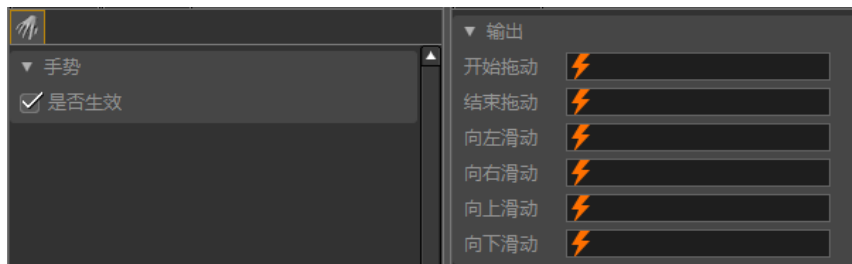 手势
是否生效
输出
开始拖动
结束拖动
向左滑动
向右滑动
向上滑动
向下滑动